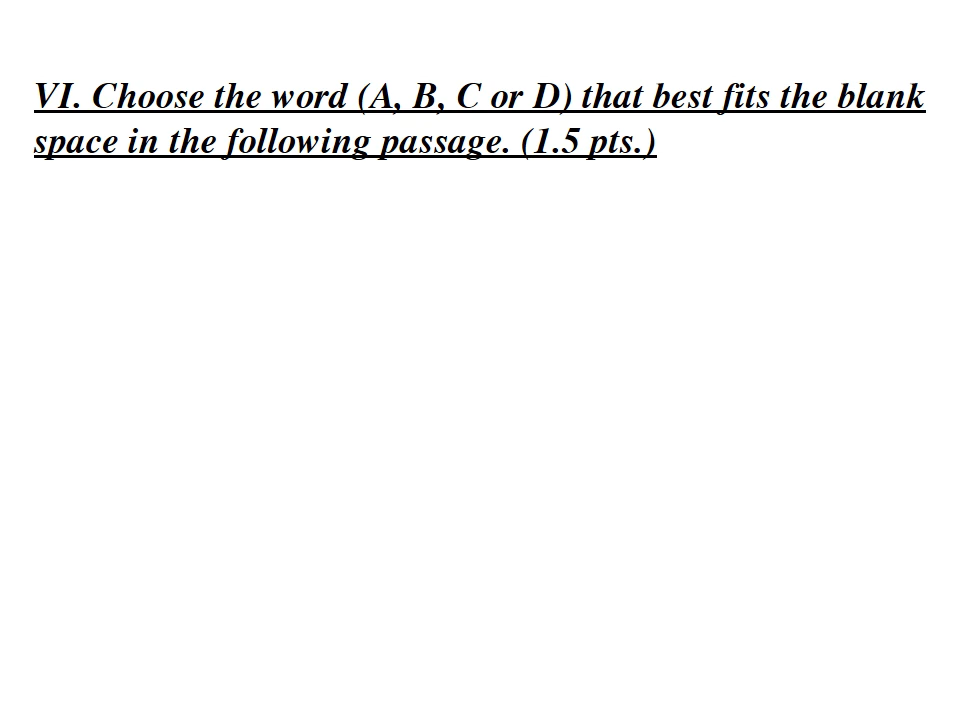 VI. Choose the word (A, B, C or D) that best fits the blank
space in the following passage. (1.5 pts.)